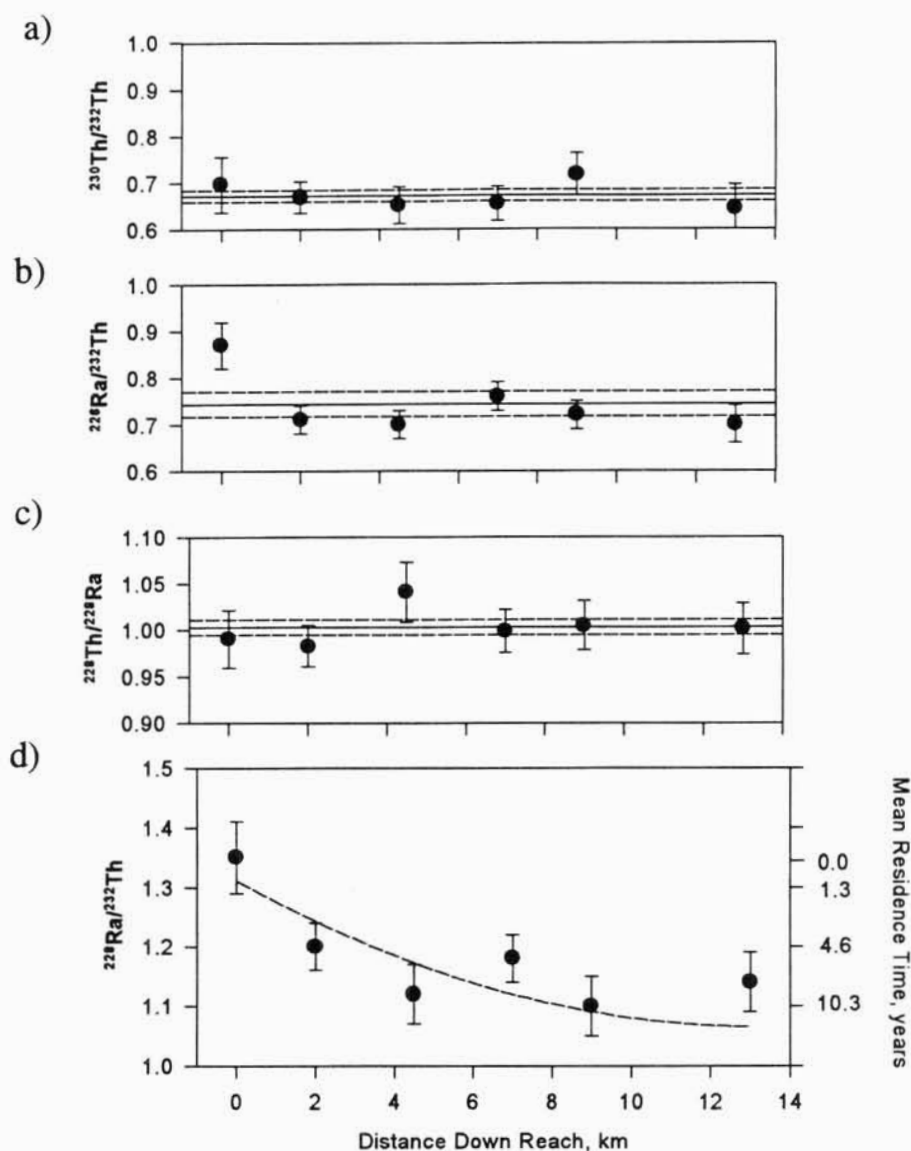 a)
1.0
0.9
0.8
0.7
0.6
²³⁰Th/²³²Th
b)
1.0
0.9
0.8
0.7
0.6
²²⁶Ra/²³²Th
c)
1.10
1.05
1.00
0.95
0.90
²²⁸Th/²²⁸Ra
d)
1.5
1.4
1.3
1.2
1.1
1.0
²²⁸Ra/²³²Th
0.0
1.3
4.6
10.3
Mean Residence Time, years
0 2 4 6 8 10 12 14
Distance Down Reach, km